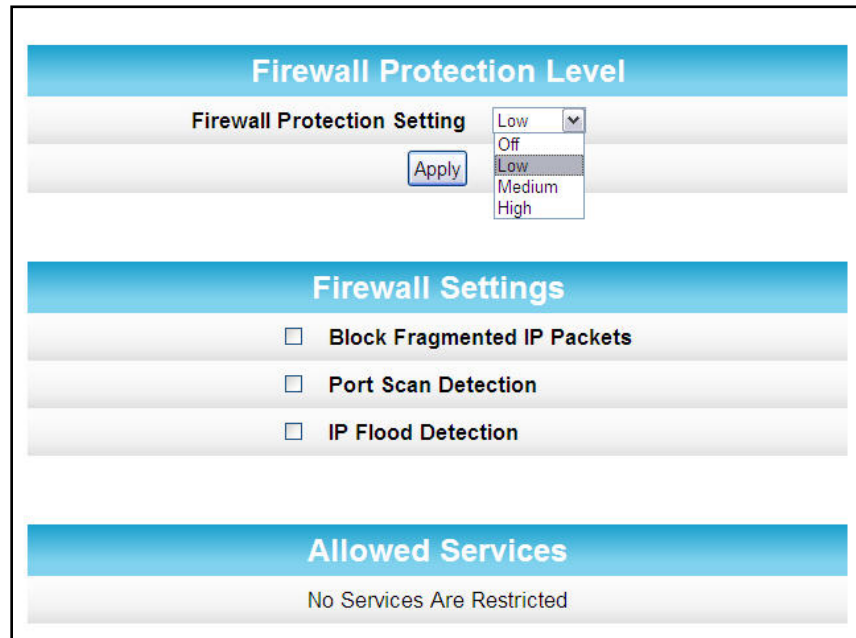 Firewall Protection Level
Firewall Protection Setting Low
Off
Low
Medium
High
Apply
Firewall Settings
Block Fragmented IP Packets
Port Scan Detection
IP Flood Detection
Allowed Services
No Services Are Restricted